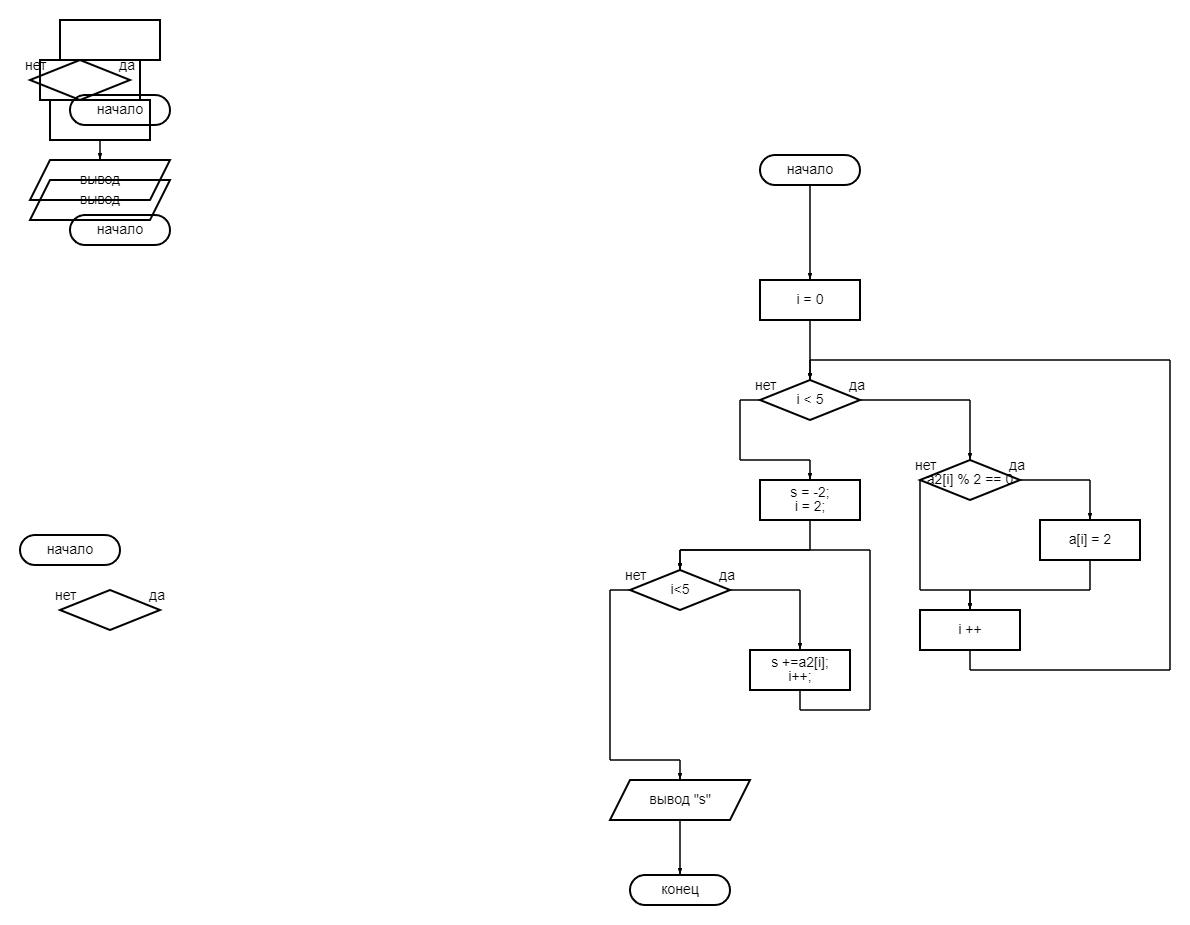 нет
да
начало
вывод
вывод
начало
начало
нет
да
начало
i = 0
нет
да
i < 5
нет
да
a2[i] % 2 == 0
s = -2;
i = 2;
a[i] = 2
нет
да
i<5
i ++
s +=a2[i];
i++;
вывод "s"
конец